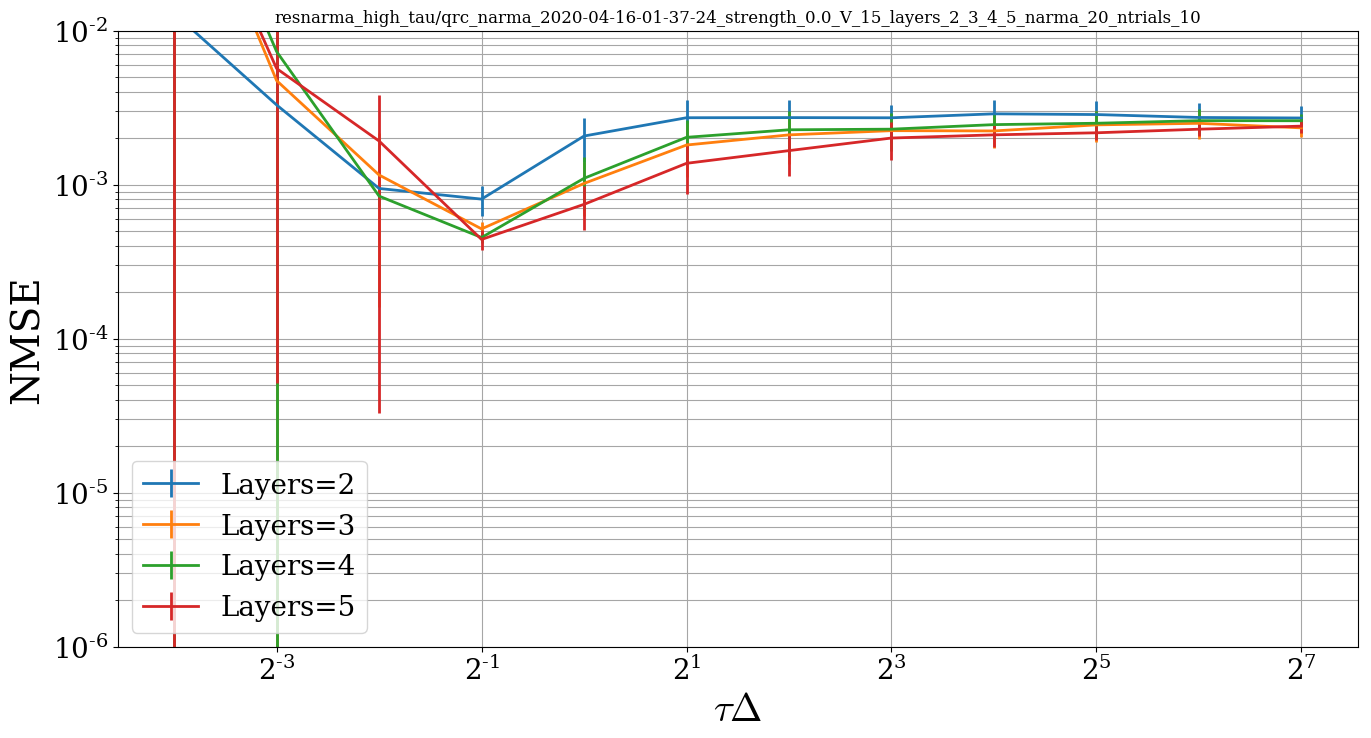 resnarma_high_tau/qrc_narma_2020-04-16-01-37-24_strength_0.0_V_15_layers_2_3_4_5_narma_20_ntrials_10
10^-2
10^-3
10^-4
10^-5
10^-6
NMSE
Layers=2
Layers=3
Layers=4
Layers=5
2^-3 2^-1 2^1 2^3 2^5 2^7
τΔ